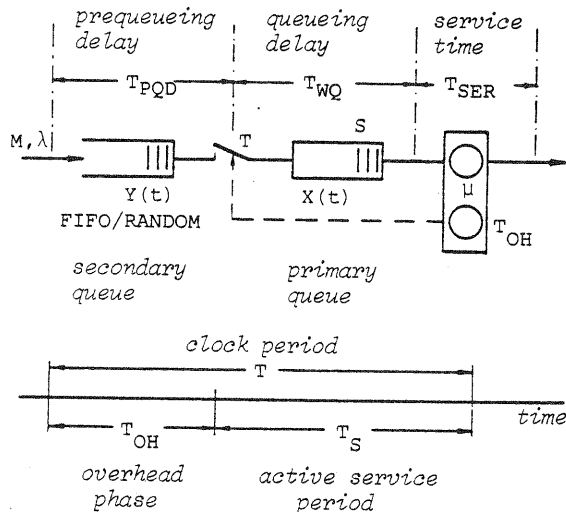 prequeueing delay
queueing delay
service time
T_PQD
T_WQ
T_SER
M,λ
T
S
Y(t)
X(t)
μ
FIFO/RANDOM
T_OH
secondary queue
primary queue
clock period
T
time
T_OH
T_S
overhead phase
active service period